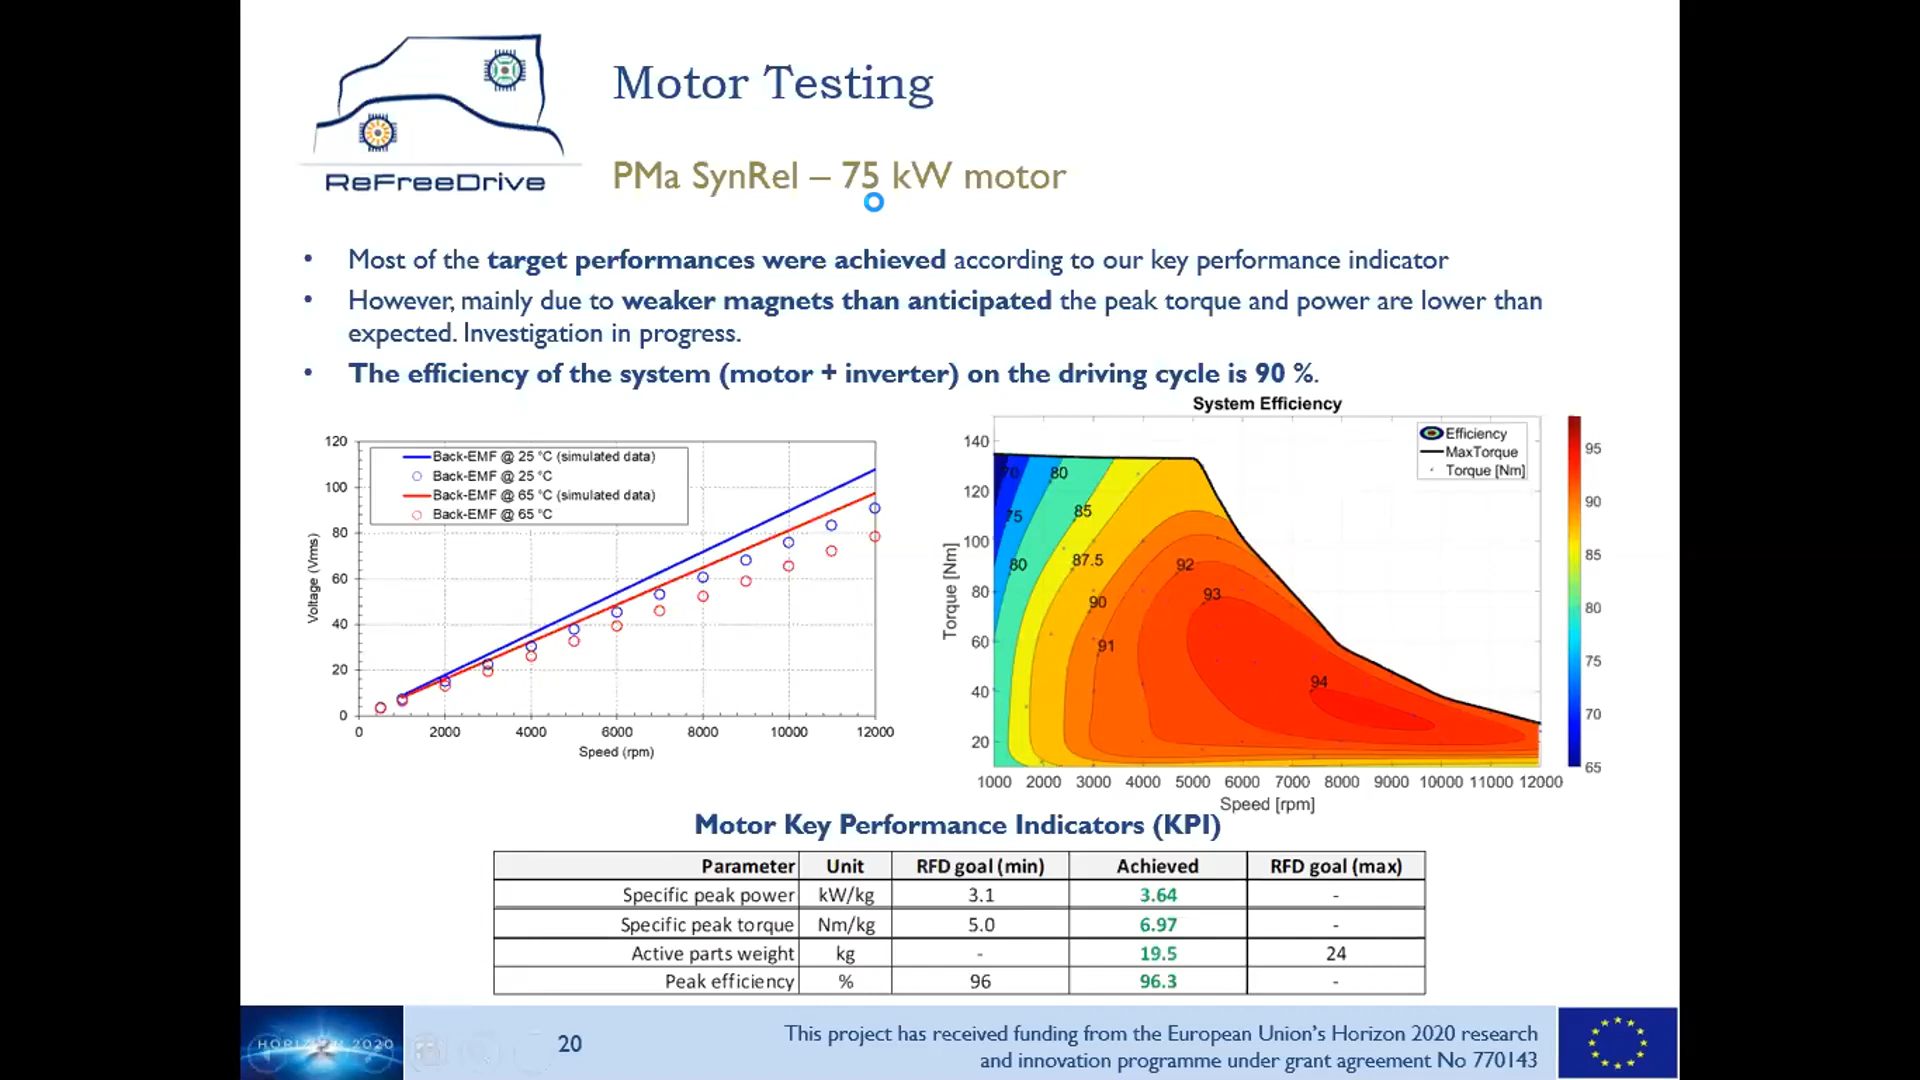 Motor Testing
ReFreeDrive
PMa SynRel – 75 kW motor
• Most of the target performances were achieved according to our key performance indicator
• However, mainly due to weaker magnets than anticipated the peak torque and power are lower than
expected. Investigation in progress.
• The efficiency of the system (motor + inverter) on the driving cycle is 90 %.
120
100
80
60
40
20
0
Voltage (Vrms)
Back-EMF @ 25 °C (simulated data)
Back-EMF @ 25 °C
Back-EMF @ 65 °C (simulated data)
Back-EMF @ 65 °C
0 2000 4000 6000 8000 10000 12000
Speed (rpm)
System Efficiency
Efficiency
MaxTorque
Torque [Nm]
140
120
100
80
60
40
20
Torque [Nm]
70 80
75 85
80 87.5 92
90 93
91
94
1000 2000 3000 4000 5000 6000 7000 8000 9000 10000 11000 12000
Speed [rpm]
95
90
85
80
75
70
65
Motor Key Performance Indicators (KPI)
Parameter Unit RFD goal (min) Achieved RFD goal (max)
Specific peak power kW/kg 3.1 3.64 -
Specific peak torque Nm/kg 5.0 6.97 -
Active parts weight kg - 19.5 24
Peak efficiency % 96 96.3 -
HORIZON 2020
20
This project has received funding from the European Union's Horizon 2020 research
and innovation programme under grant agreement No 770143